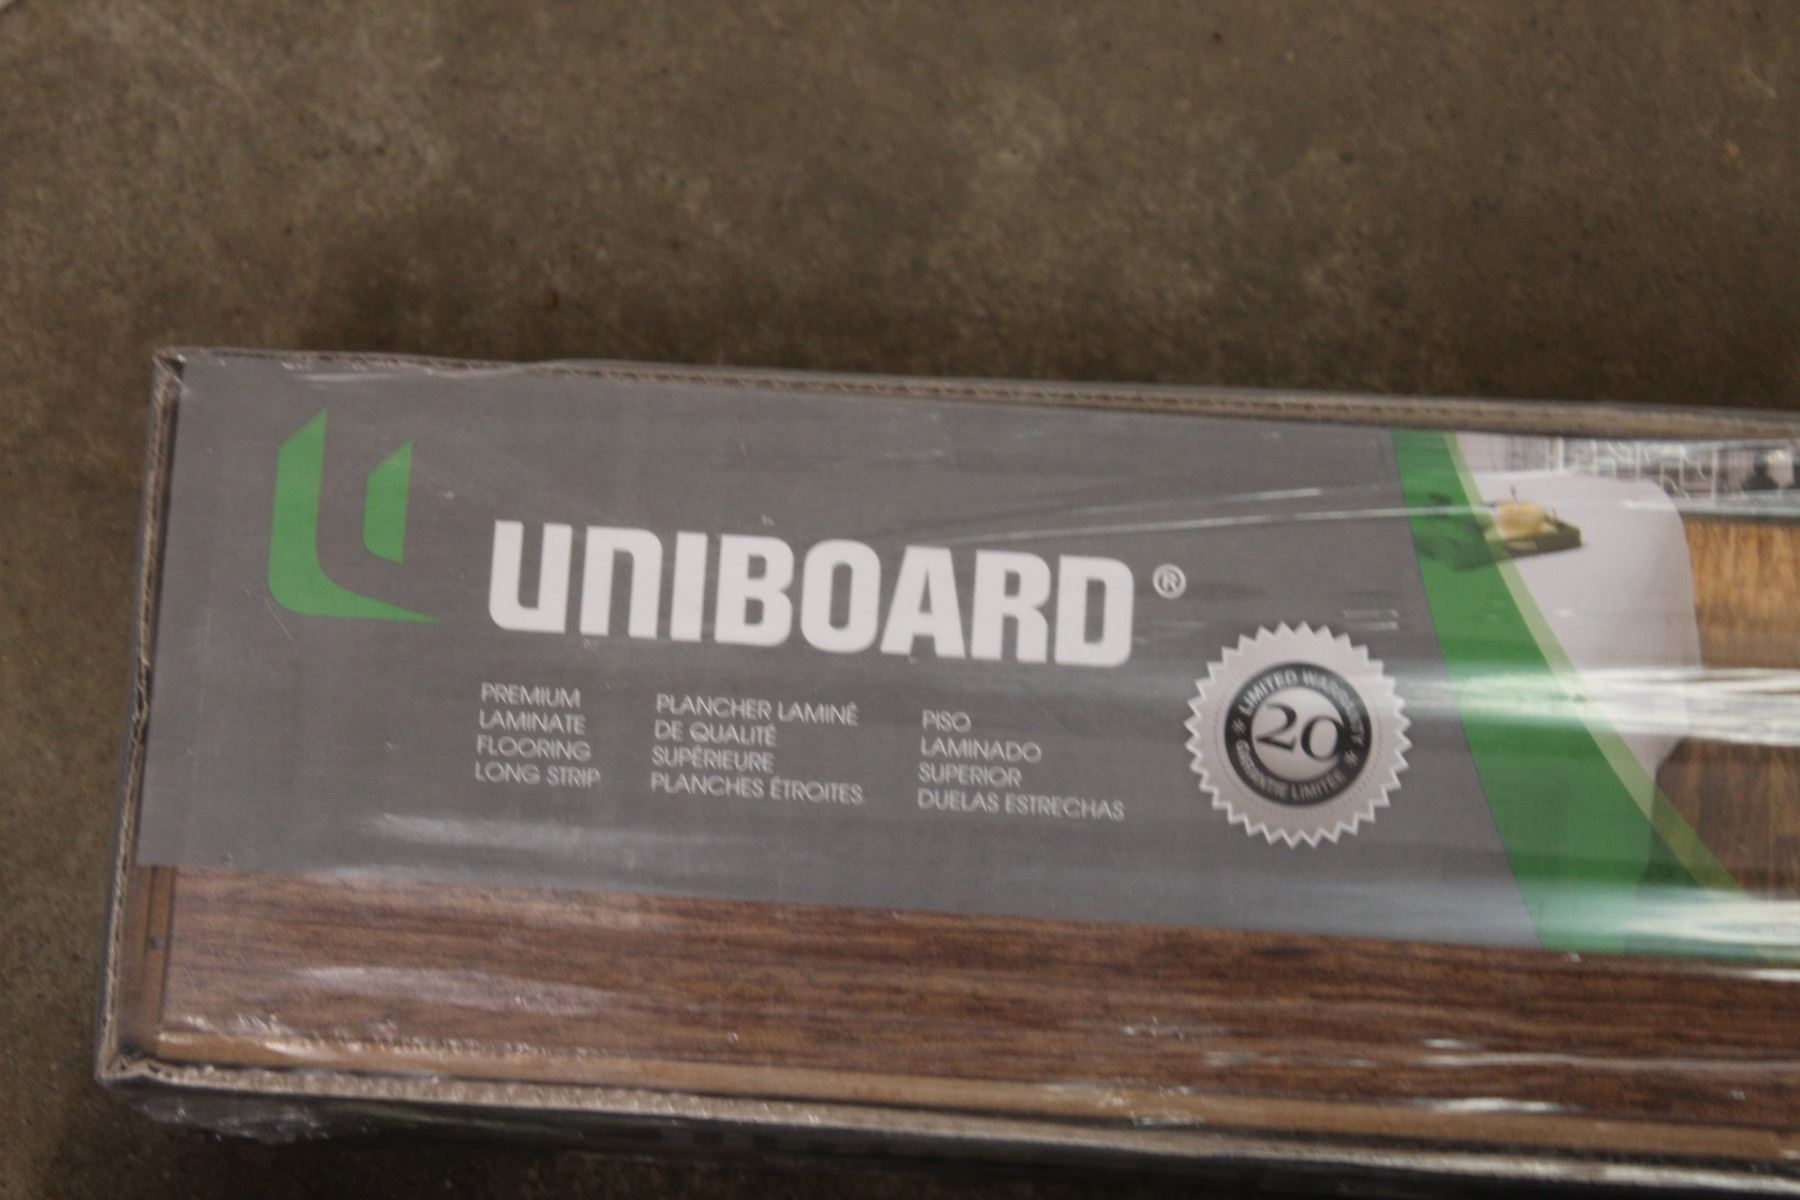 UNIBOARD®
PREMIUM
LAMINATE
FLOORING
LONG STRIP
PLANCHER LAMINÉ
DE QUALITÉ
SUPÉRIEURE
PLANCHES ÉTROITES
PISO
LAMINADO
SUPERIOR
DUELAS ESTRECHAS
LIMITED WARRANTY
20
GARANTIE LIMITÉE